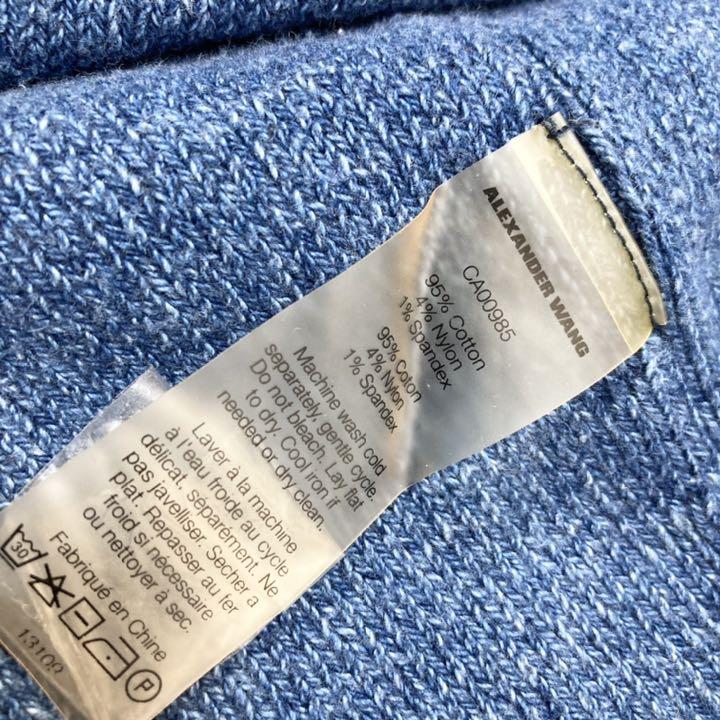 ALEXANDER WANG
CA00985
95% Cotton
4% Nylon
1% Spandex
95% Coton
4% Nylon
1% Spandex
Machine wash cold
separately, gentle cycle.
Do not bleach. Lay flat
to dry. Cool iron if
needed or dry clean.
Laver à la machine
à l'eau froide au cycle
délicat, séparément. Ne
pas javelliser. Secher à
plat. Repasser au fer
froid si necessaire
ou nettoyer à sec.
30
P
Fabriqué en Chine
13109